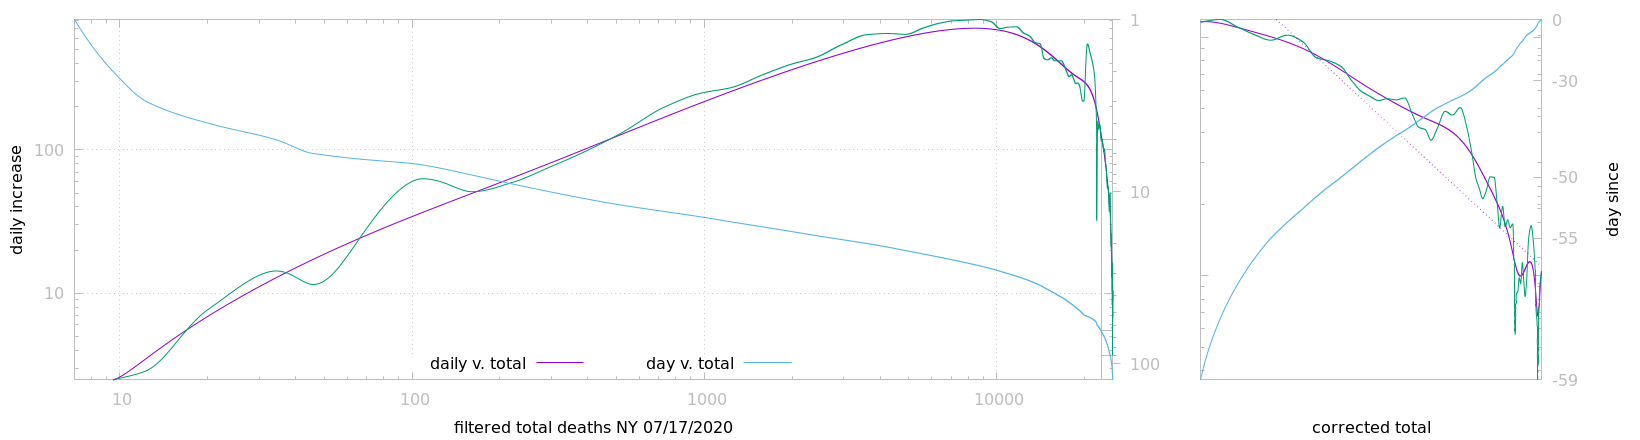 1
0
-30
100
daily increase
10
-50
day since
-55
10
daily v. total
day v. total
100
-59
10
100
1000
10000
filtered total deaths NY 07/17/2020
corrected total